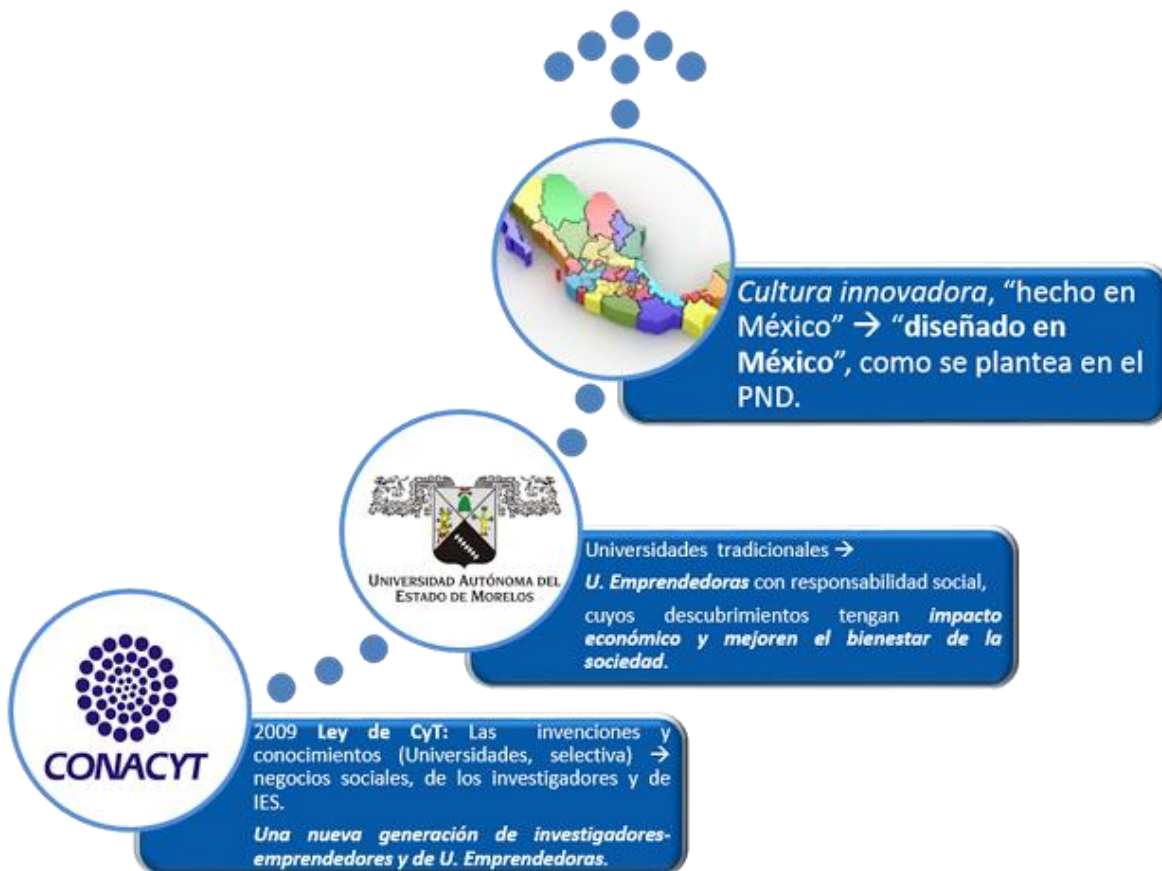 Cultura innovadora, “hecho en
México” → “diseñado en
México”, como se plantea en el
PND.
UNIVERSIDAD AUTÓNOMA DEL
ESTADO DE MORELOS
Universidades tradicionales →
U. Emprendedoras con responsabilidad social,
cuyos descubrimientos tengan impacto
económico y mejoren el bienestar de la
sociedad.
CONACYT
2009 Ley de CyT: Las invenciones y
conocimientos (Universidades, selectiva) →
negocios sociales, de los investigadores y de
IES.
Una nueva generación de investigadores-
emprendedores y de U. Emprendedoras.